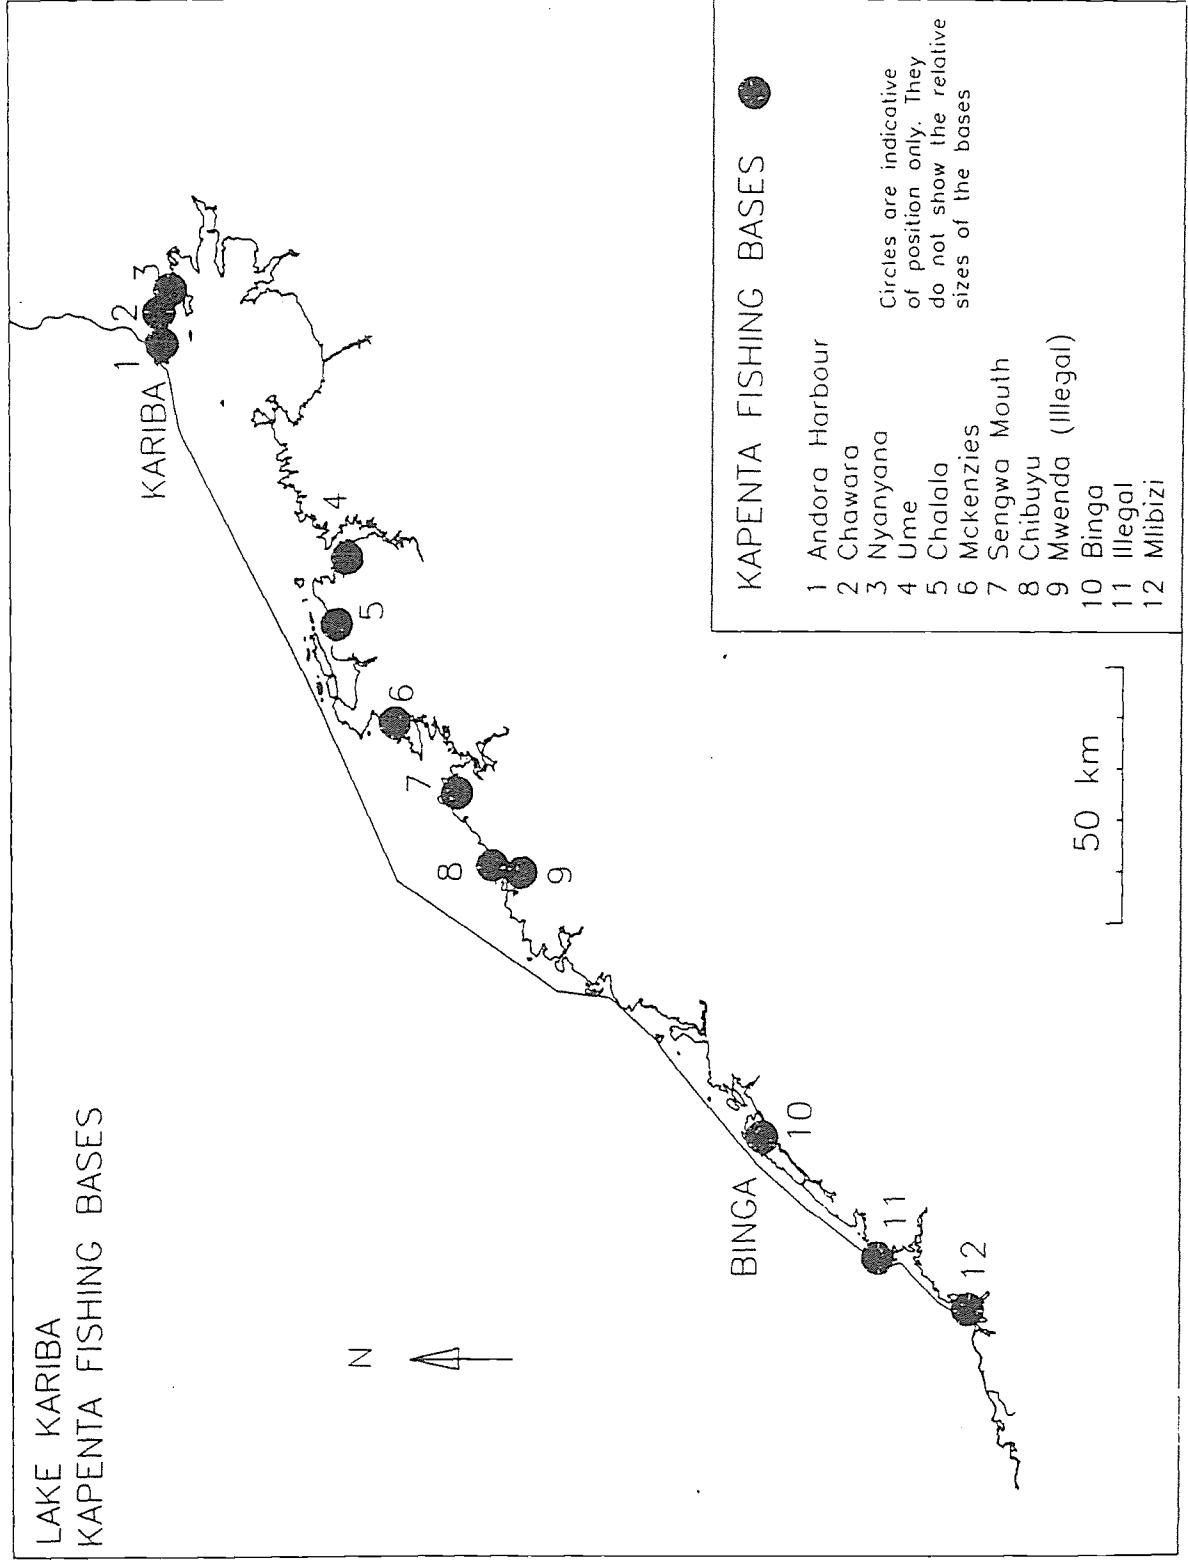 LAKE KARIBA
KAPENTA FISHING BASES
N
KARIBA
1
2
3
4
5
6
7
8
9
BINGA
10
11
12
50 km
KAPENTA FISHING BASES
Circles are indicative
of position only. They
do not show the relative
sizes of the bases
1 Andora Harbour
2 Chawara
3 Nyanyana
4 Ume
5 Chalala
6 Mckenzies
7 Sengwa Mouth
8 Chibuyu
9 Mwenda (Illegal)
10 Binga
11 Illegal
12 Mlibizi